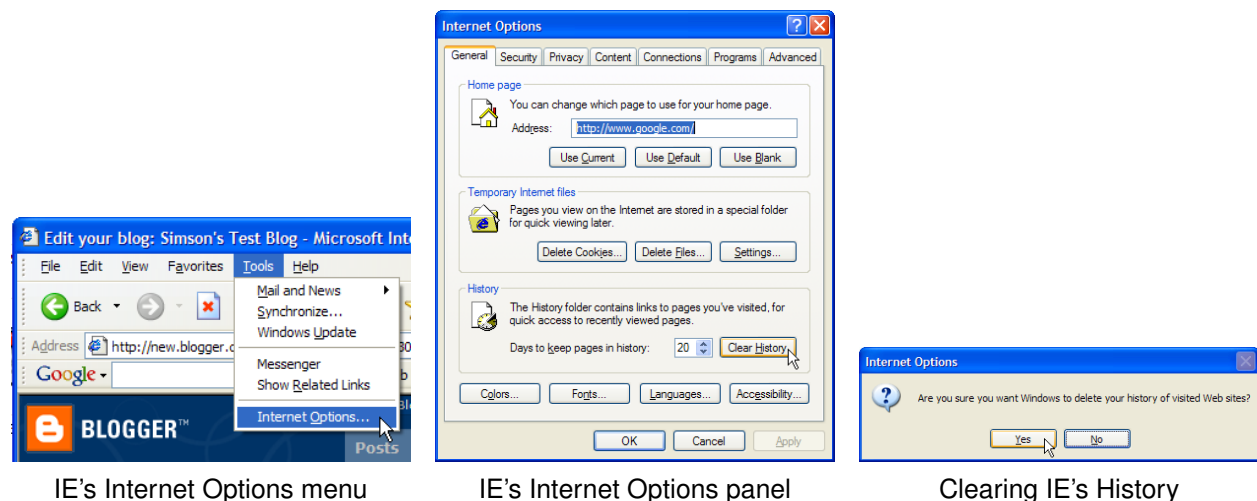 Edit your blog: Simson's Test Blog - Microsoft Int
File Edit View Favorites Tools Help
Back
Address http://new.blogger.c
Google
BLOGGER™
Posts
Mail and News
Synchronize...
Windows Update
Messenger
Show Related Links
Internet Options...
IE's Internet Options menu
Internet Options
General Security Privacy Content Connections Programs Advanced
Home page
You can change which page to use for your home page.
Address: http://www.google.com/
Use Current Use Default Use Blank
Temporary Internet files
Pages you view on the Internet are stored in a special folder
for quick viewing later.
Delete Cookies... Delete Files... Settings...
History
The History folder contains links to pages you've visited, for
quick access to recently viewed pages.
Days to keep pages in history: 20 Clear History
Colors... Fonts... Languages... Accessibility...
OK Cancel Apply
IE's Internet Options panel
Internet Options
Are you sure you want Windows to delete your history of visited Web sites?
Yes No
Clearing IE's History